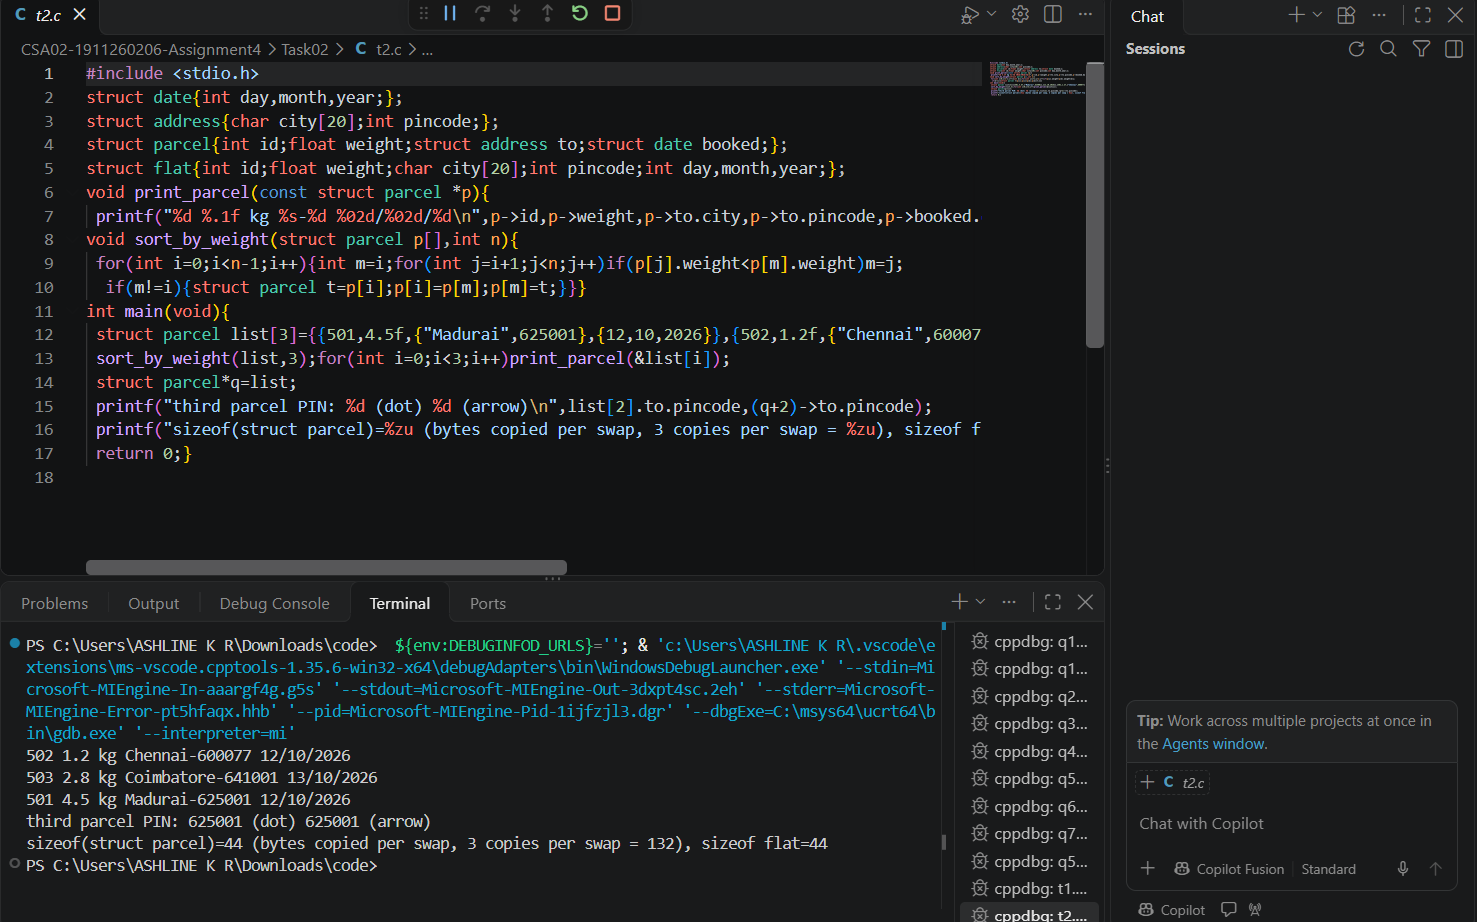 C t2.c
CSA02-1911260206-Assignment4 > Task02 > C t2.c > ...
1 #include <stdio.h>
2 struct date{int day,month,year;};
3 struct address{char city[20];int pincode;};
4 struct parcel{int id;float weight;struct address to;struct date booked;};
5 struct flat{int id;float weight;char city[20];int pincode;int day,month,year;};
6 void print_parcel(const struct parcel *p){
7 printf("%d %.1f kg %s-%d %02d/%02d/%d\n",p->id,p->weight,p->to.city,p->to.pincode,p->booked.
8 void sort_by_weight(struct parcel p[],int n){
9 for(int i=0;i<n-1;i++){int m=i;for(int j=i+1;j<n;j++)if(p[j].weight<p[m].weight)m=j;
10 if(m!=i){struct parcel t=p[i];p[i]=p[m];p[m]=t;}}}
11 int main(void){
12 struct parcel list[3]={{501,4.5f,{"Madurai",625001},{12,10,2026}},{502,1.2f,{"Chennai",60007
13 sort_by_weight(list,3);for(int i=0;i<3;i++)print_parcel(&list[i]);
14 struct parcel*q=list;
15 printf("third parcel PIN: %d (dot) %d (arrow)\n",list[2].to.pincode,(q+2)->to.pincode);
16 printf("sizeof(struct parcel)=%zu (bytes copied per swap, 3 copies per swap = %zu), sizeof f
17 return 0;}
18
Problems Output Debug Console Terminal Ports
PS C:\Users\ASHLINE K R\Downloads\code> ${env:DEBUGINFOD_URLS}=''; & 'c:\Users\ASHLINE K R\.vscode\e
xtensions\ms-vscode.cpptools-1.35.6-win32-x64\debugAdapters\bin\WindowsDebugLauncher.exe' '--stdin=Mi
crosoft-MIEngine-In-aaargf4g.g5s' '--stdout=Microsoft-MIEngine-Out-3dxpt4sc.2eh' '--stderr=Microsoft-
MIEngine-Error-pt5hfaqx.hhb' '--pid=Microsoft-MIEngine-Pid-1ijfzjl3.dgr' '--dbgExe=C:\msys64\ucrt64\b
in\gdb.exe' '--interpreter=mi'
502 1.2 kg Chennai-600077 12/10/2026
503 2.8 kg Coimbatore-641001 13/10/2026
501 4.5 kg Madurai-625001 12/10/2026
third parcel PIN: 625001 (dot) 625001 (arrow)
sizeof(struct parcel)=44 (bytes copied per swap, 3 copies per swap = 132), sizeof flat=44
PS C:\Users\ASHLINE K R\Downloads\code>
cppdbg: q1...
cppdbg: q1...
cppdbg: q2...
cppdbg: q3...
cppdbg: q4...
cppdbg: q5...
cppdbg: q6...
cppdbg: q7...
cppdbg: q5...
cppdbg: t1....
cppdbg: t2....
Chat
Sessions
Tip: Work across multiple projects at once in
the Agents window.
C t2.c
Chat with Copilot
Copilot Fusion Standard
Copilot